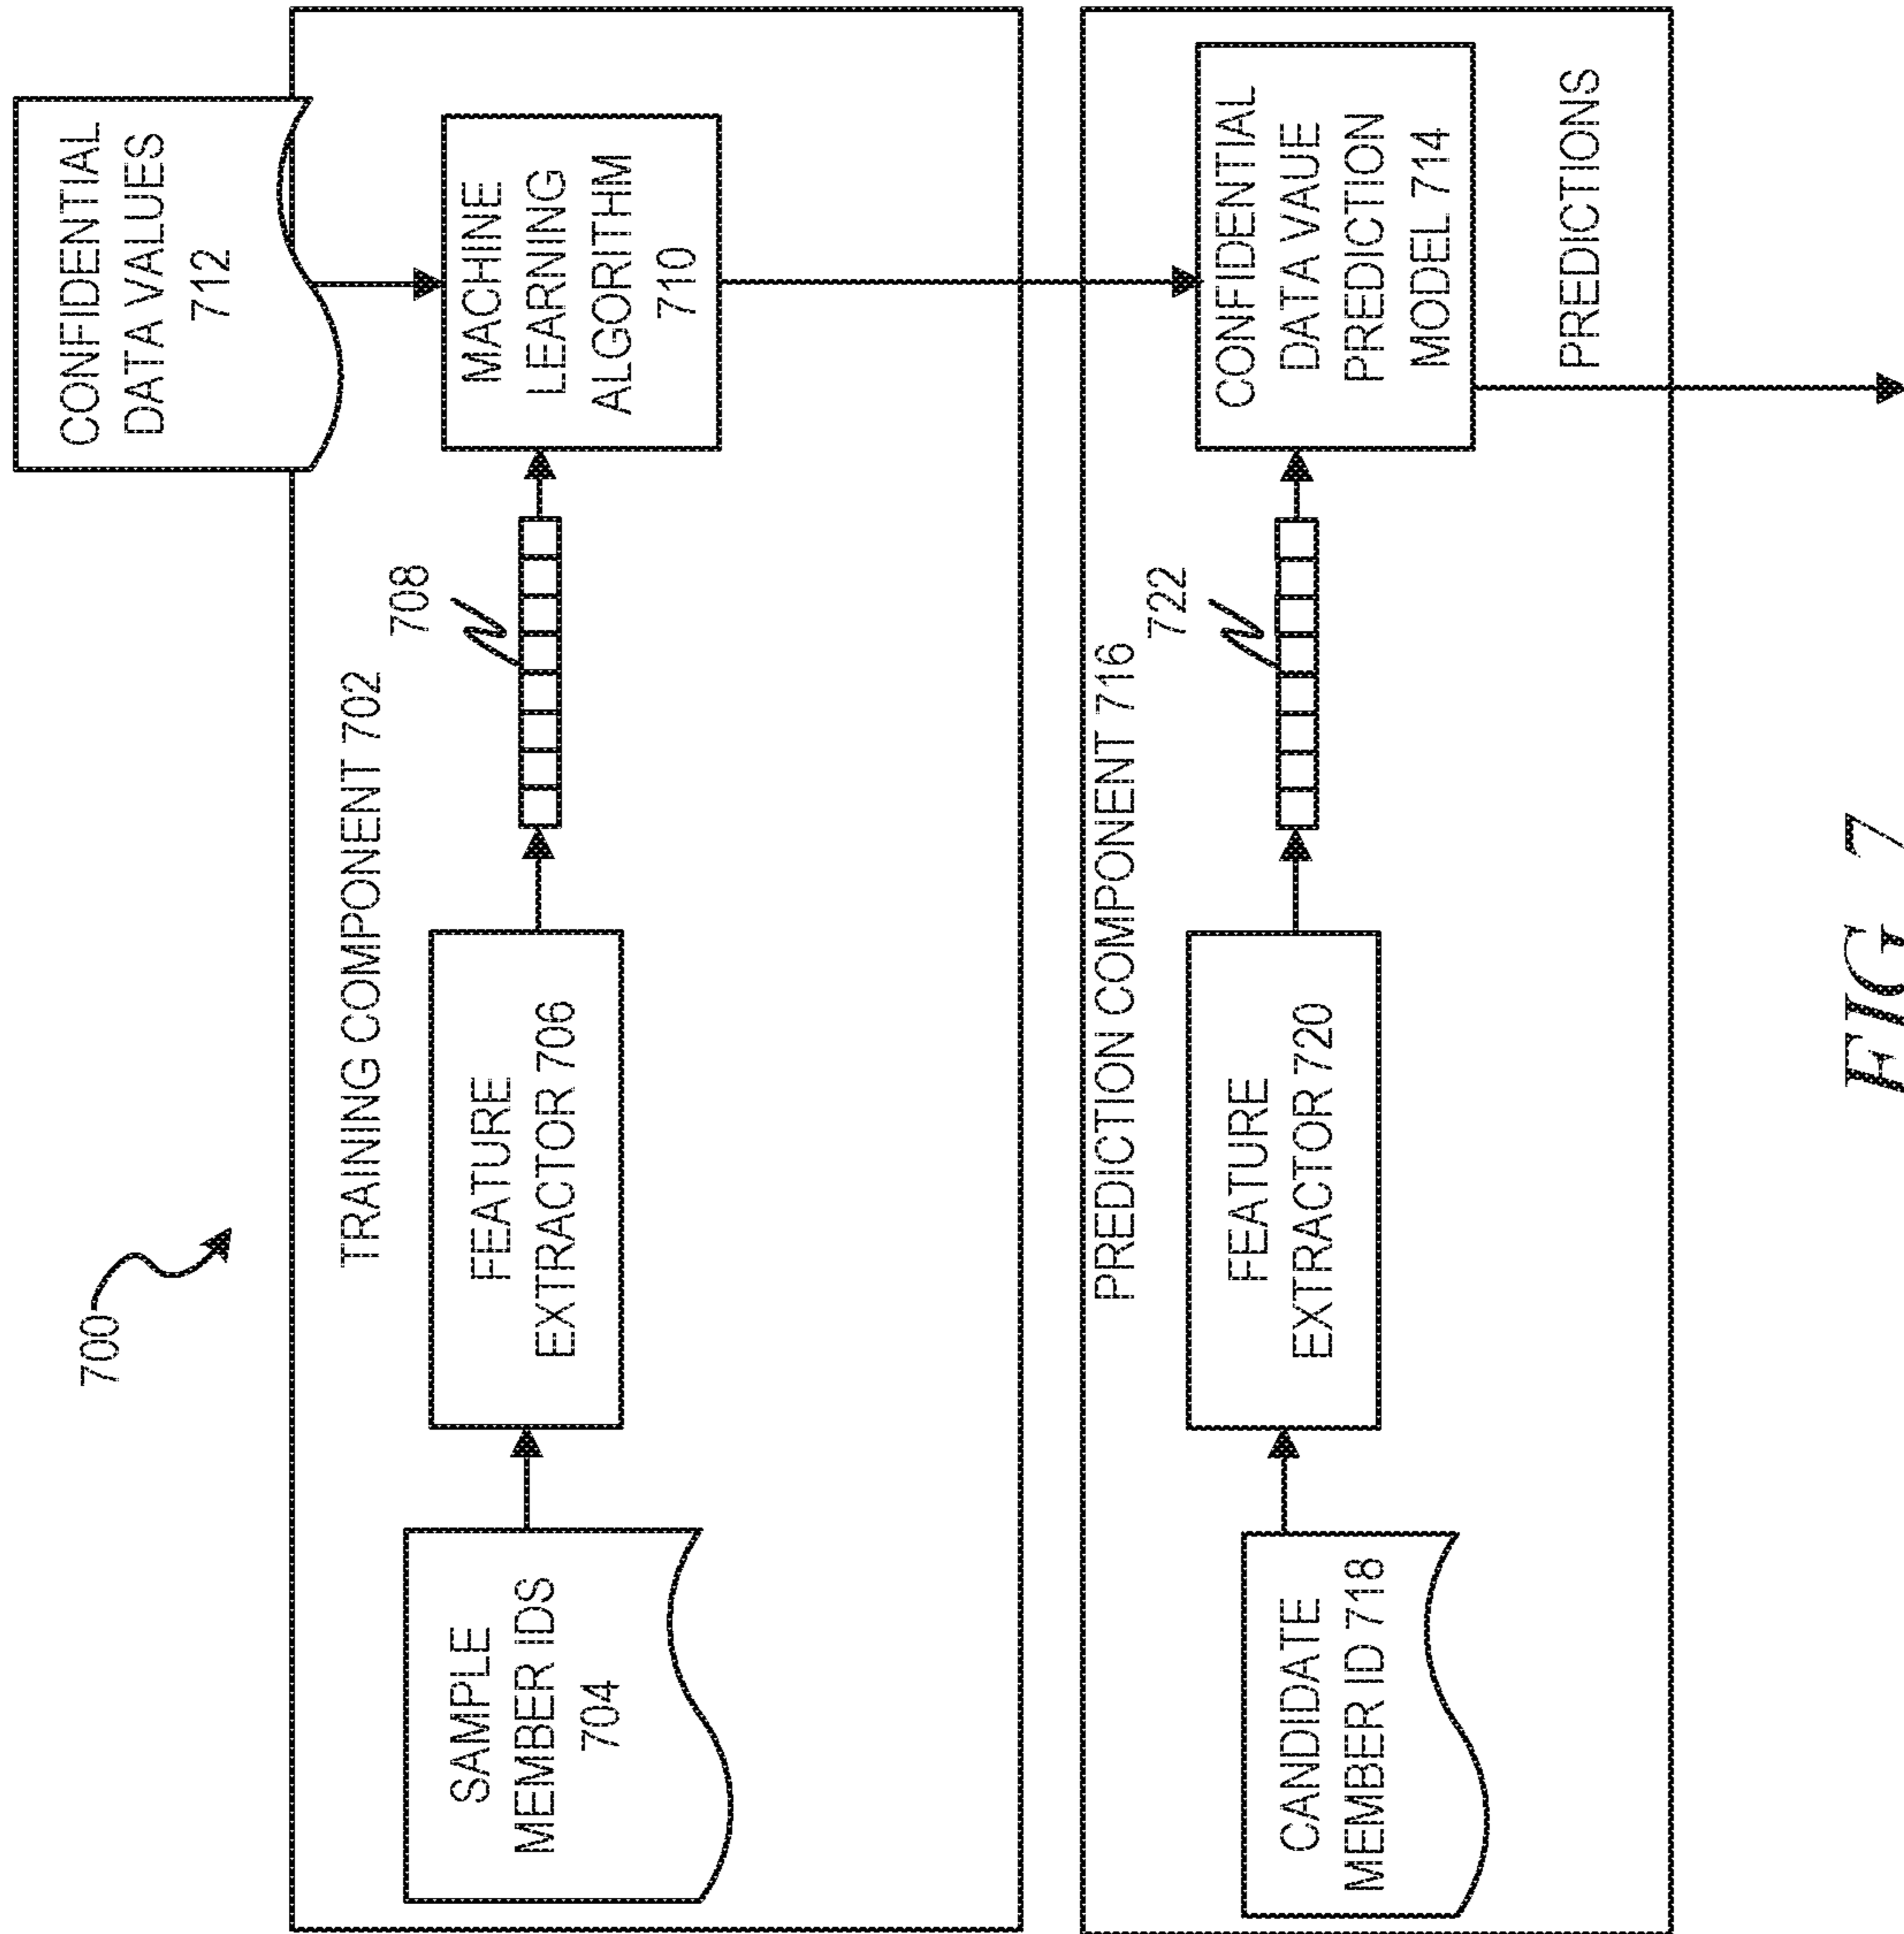 700
CONFIDENTIAL
DATA VALUES
712
TRAINING COMPONENT 702
SAMPLE
MEMBER IDS
704
FEATURE
EXTRACTOR 706
708
MACHINE
LEARNING
ALGORITHM
710
PREDICTION COMPONENT 716
CANDIDATE
MEMBER ID 718
FEATURE
EXTRACTOR 720
722
CONFIDENTIAL
DATA VAUE
PREDICTION
MODEL 714
PREDICTIONS
FIG. 7